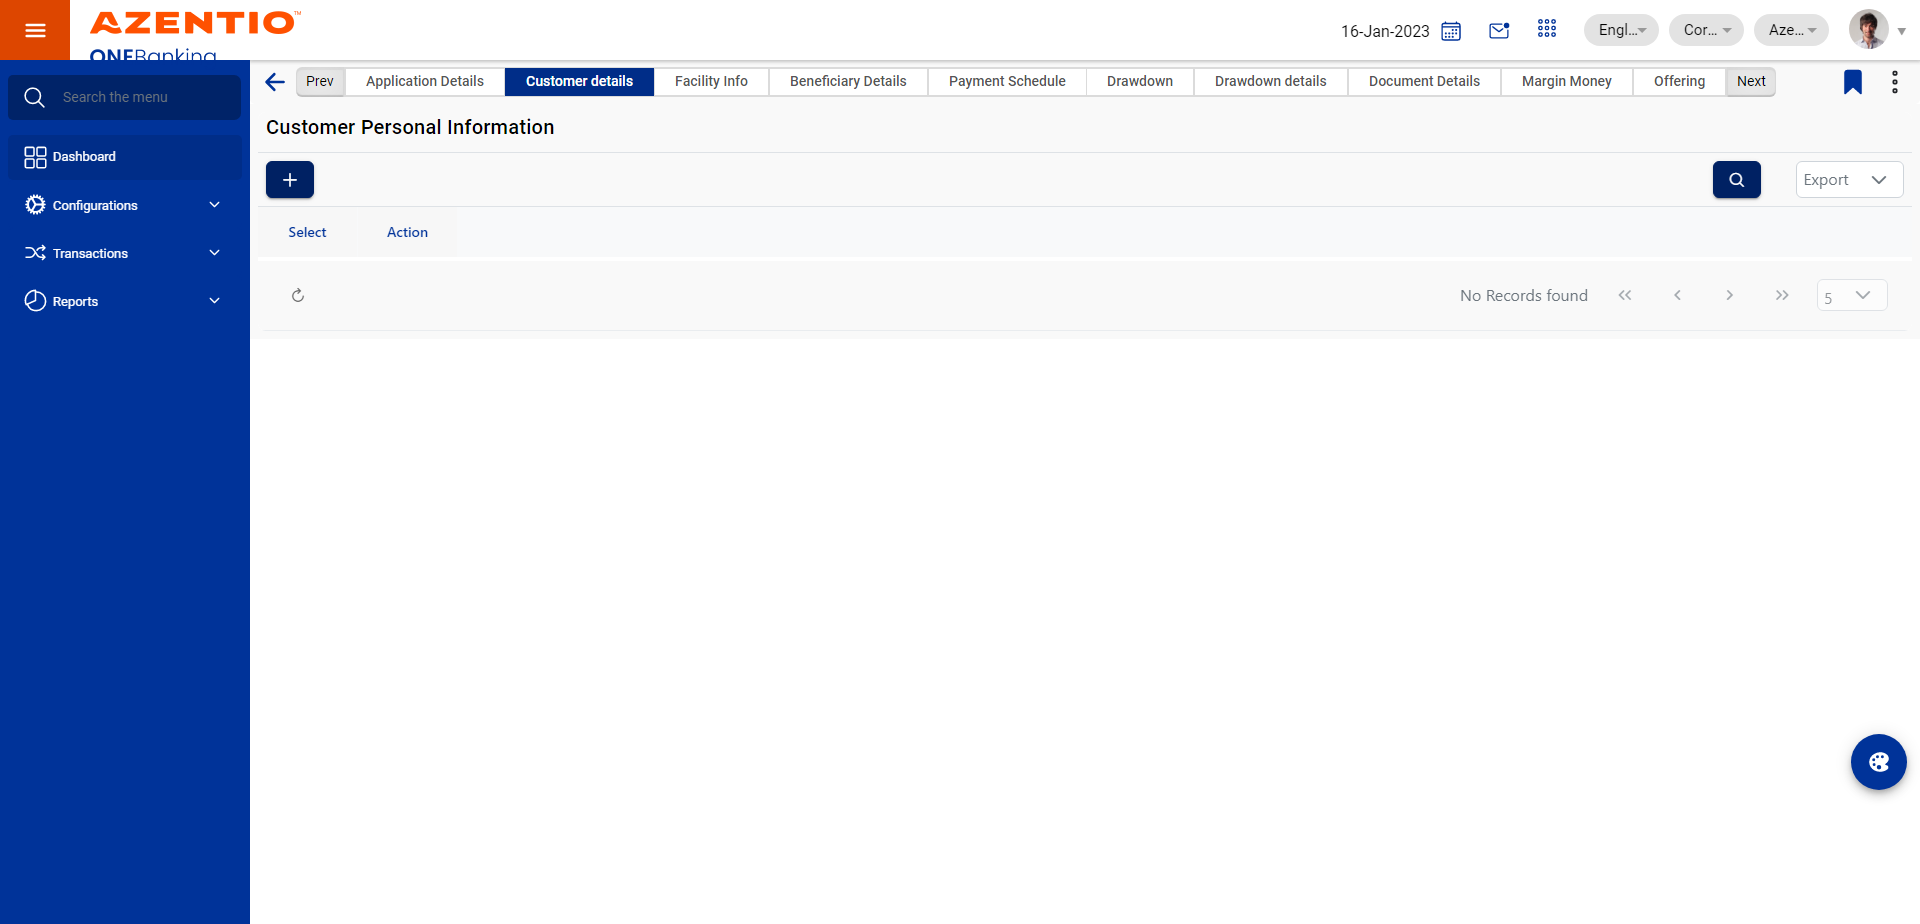 AZENTIO™
ONEBanking
16-Jan-2023
Engl...
Cor...
Aze...
Search the menu
Dashboard
Configurations
Transactions
Reports
Prev
Application Details
Customer details
Facility Info
Beneficiary Details
Payment Schedule
Drawdown
Drawdown details
Document Details
Margin Money
Offering
Next
Customer Personal Information
Export
Select
Action
No Records found
5